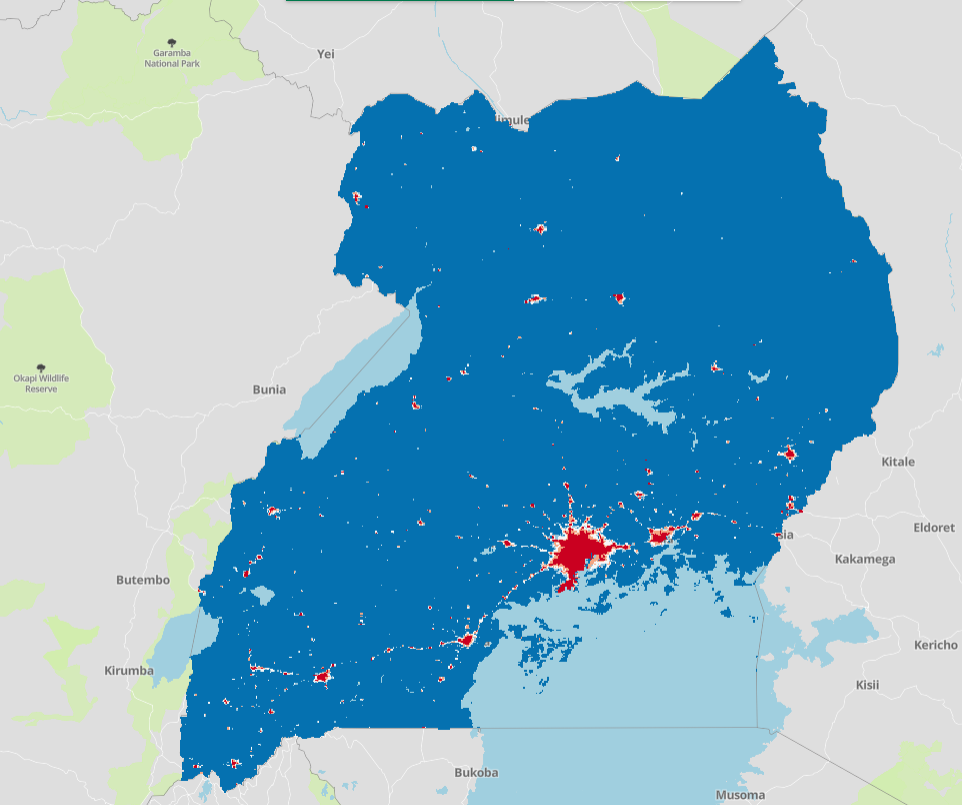 Garamba
National Park
Yei
Okapi Wildlife
Reserve
Bunia
Kitale
Eldoret
Kakamega
Butembo
Kericho
Kirumba
Kisii
Bukoba
Musoma